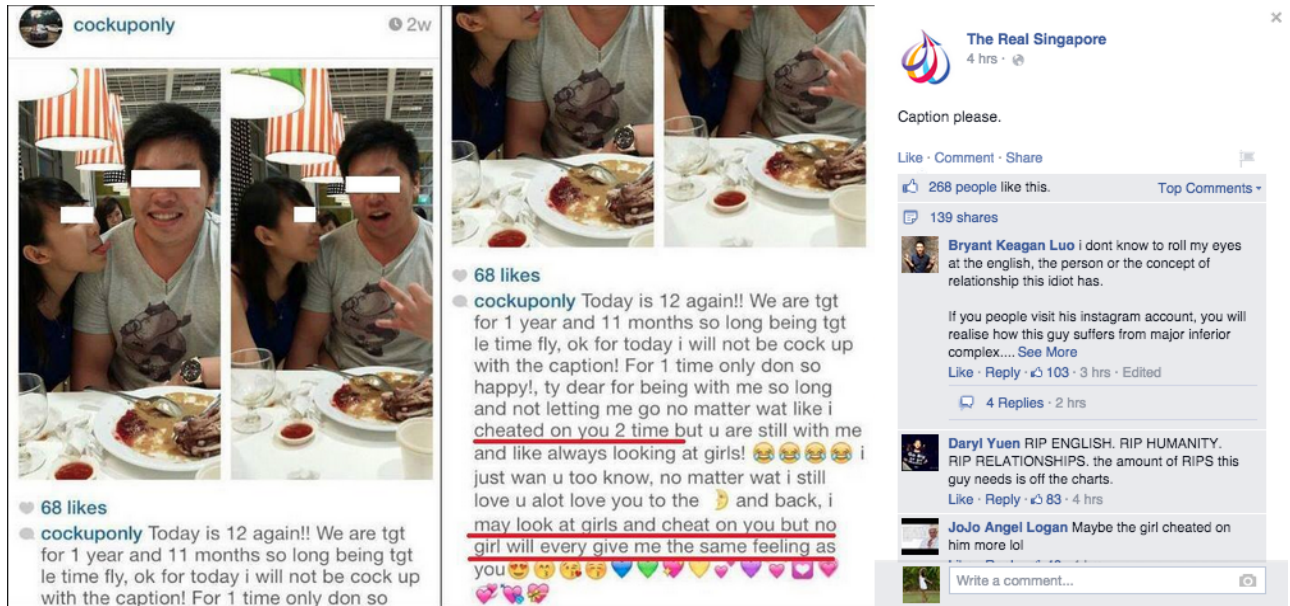 cockuponly
2w
68 likes
cockuponly Today is 12 again!! We are tgt
for 1 year and 11 months so long being tgt
le time fly, ok for today i will not be cock up
with the caption! For 1 time only don so
68 likes
cockuponly Today is 12 again!! We are tgt
for 1 year and 11 months so long being tgt
le time fly, ok for today i will not be cock up
with the caption! For 1 time only don so
happy!, ty dear for being with me so long
and not letting me go no matter wat like i
cheated on you 2 time but u are still with me
and like always looking at girls! 😂😂😂😂 i
just wan u too know, no matter wat i still
love u alot love you to the 🌛 and back, i
may look at girls and cheat on you but no
girl will every give me the same feeling as
you😍😙😘😚💙💚💖💛💕💜💗💟💓
💞💘💝
The Real Singapore
4 hrs ·
Caption please.
Like · Comment · Share
268 people like this.
Top Comments
139 shares
Bryant Keagan Luo i dont know to roll my eyes
at the english, the person or the concept of
relationship this idiot has.
If you people visit his instagram account, you will
realise how this guy suffers from major inferior
complex.... See More
Like · Reply · 103 · 3 hrs · Edited
4 Replies · 2 hrs
Daryl Yuen RIP ENGLISH. RIP HUMANITY.
RIP RELATIONSHIPS. the amount of RIPS this
guy needs is off the charts.
Like · Reply · 83 · 4 hrs
JoJo Angel Logan Maybe the girl cheated on
him more lol
Write a comment...